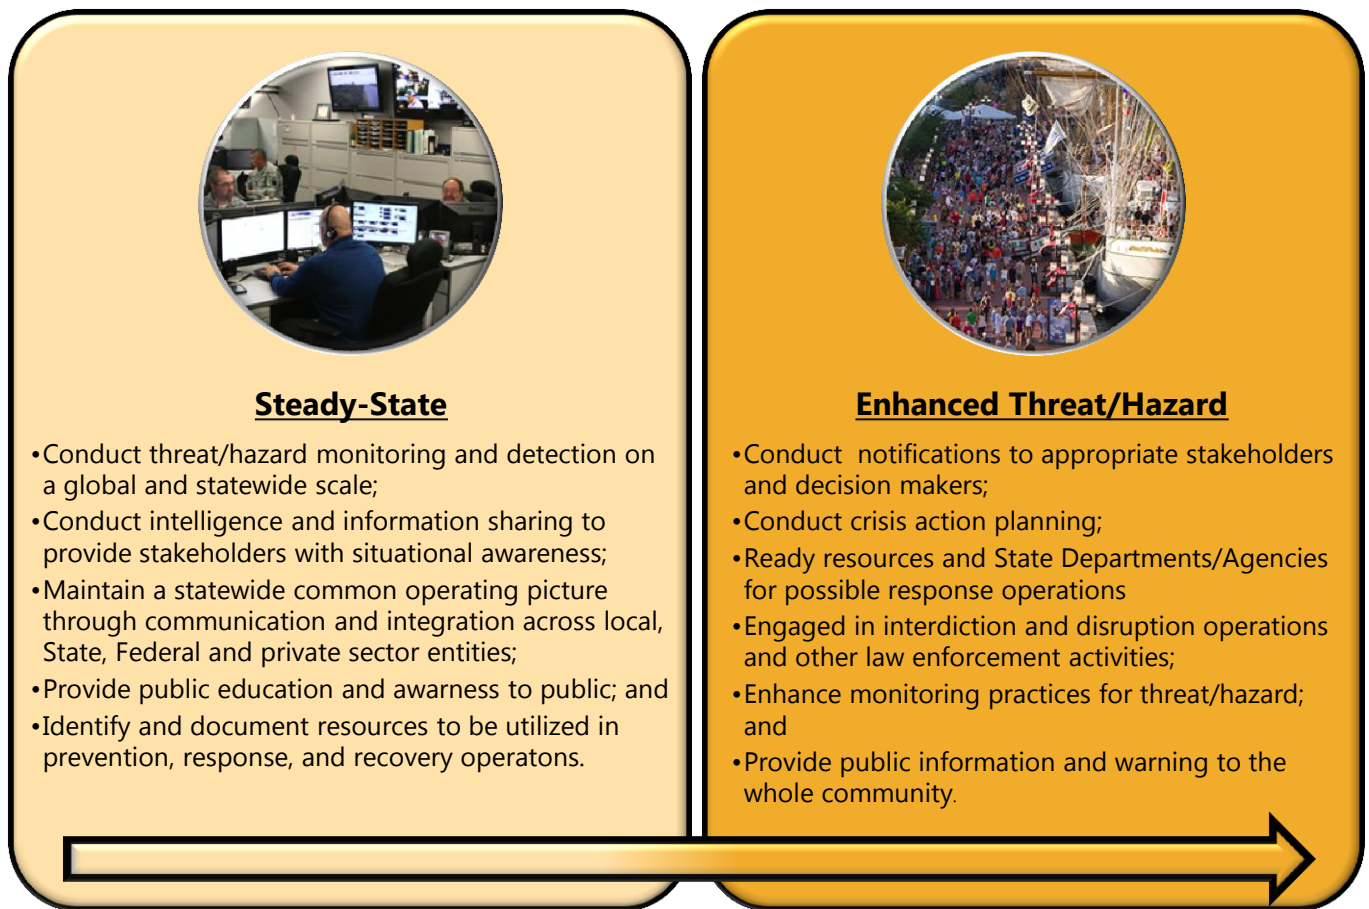 Steady-State
•Conduct threat/hazard monitoring and detection on
a global and statewide scale;
•Conduct intelligence and information sharing to
provide stakeholders with situational awareness;
•Maintain a statewide common operating picture
through communication and integration across local,
State, Federal and private sector entities;
•Provide public education and awarness to public; and
•Identify and document resources to be utilized in
prevention, response, and recovery operatons.
Enhanced Threat/Hazard
•Conduct  notifications to appropriate stakeholders
and decision makers;
•Conduct crisis action planning;
•Ready resources and State Departments/Agencies
for possible response operations
•Engaged in interdiction and disruption operations
and other law enforcement activities;
•Enhance monitoring practices for threat/hazard;
and
•Provide public information and warning to the
whole community.